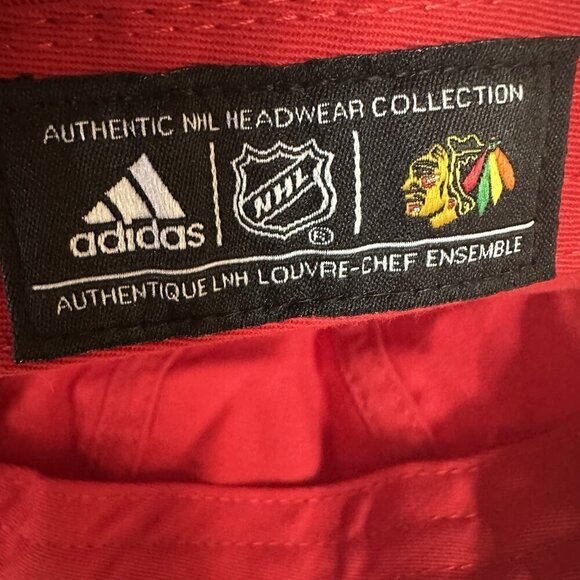 AUTHENTIC NHL HEADWEAR COLLECTION
adidas
NHL
®
AUTHENTIQUE LNH LOUVRE-CHEF ENSEMBLE